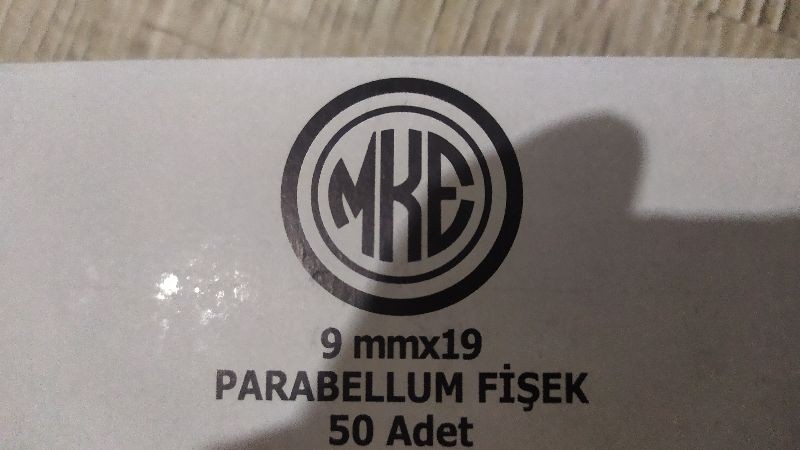 MKE
9 mmx19
PARABELLUM FİŞEK
50 Adet